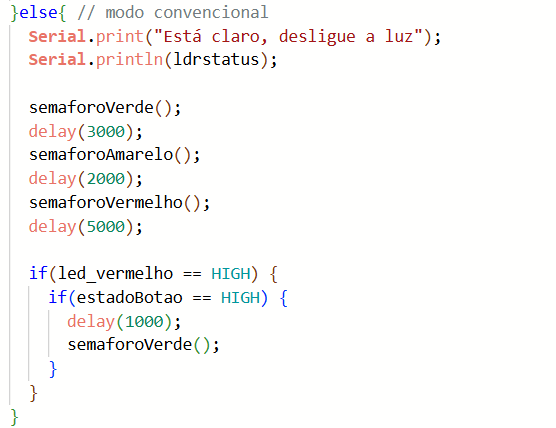 }else{ // modo convencional
Serial.print("Está claro, desligue a luz");
Serial.println(ldrstatus);
semaforoVerde();
delay(3000);
semaforoAmarelo();
delay(2000);
semaforoVermelho();
delay(5000);
if(led_vermelho == HIGH) {
if(estadoBotao == HIGH) {
delay(1000);
semaforoVerde();
}
}
}